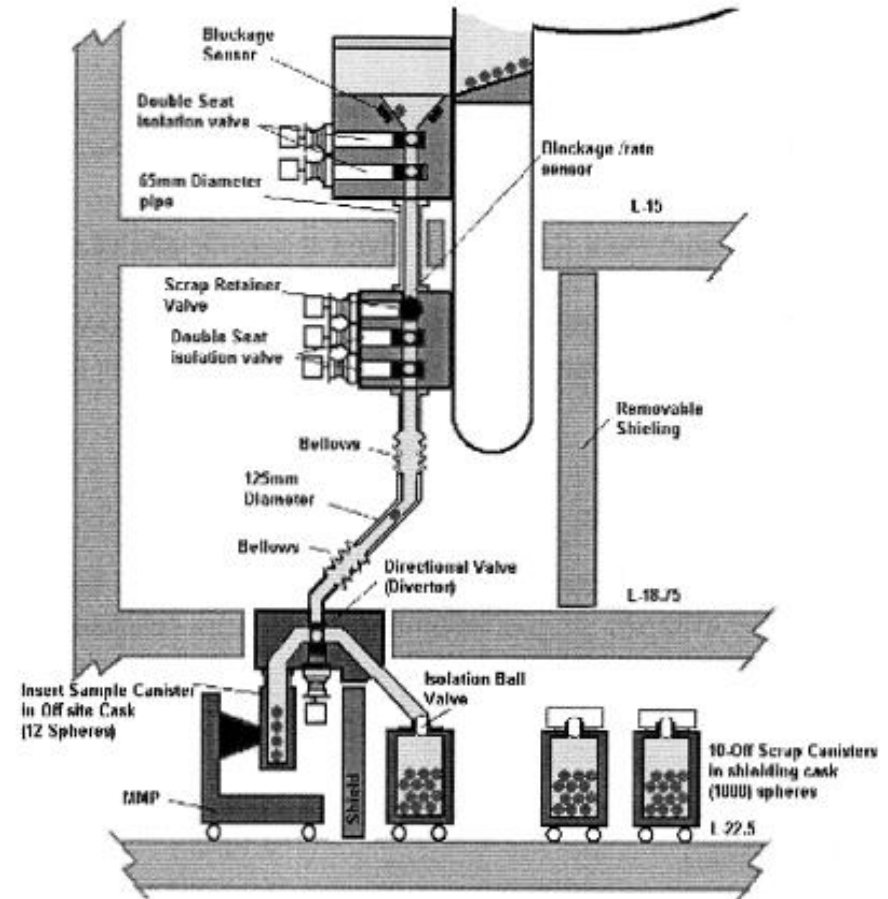 Blockage
Sensor
Double Seat
isolation valve
65mm Diameter
pipe
Blockage /rate
sensor
L-15
Scrap Retainer
Valve
Double Seat
isolation valve
Removable
Shieling
Bellows
125mm
Diameter
Bellows
Directional Valve
(Divertor)
L-18./5
Insert Sample Canister
in Off site Cask
(12 Spheres)
Isolation Ball
Valve
10-Off Scrap Canisters
in shielding cask
(1000) spheres
MMP
Shield
L-22.5